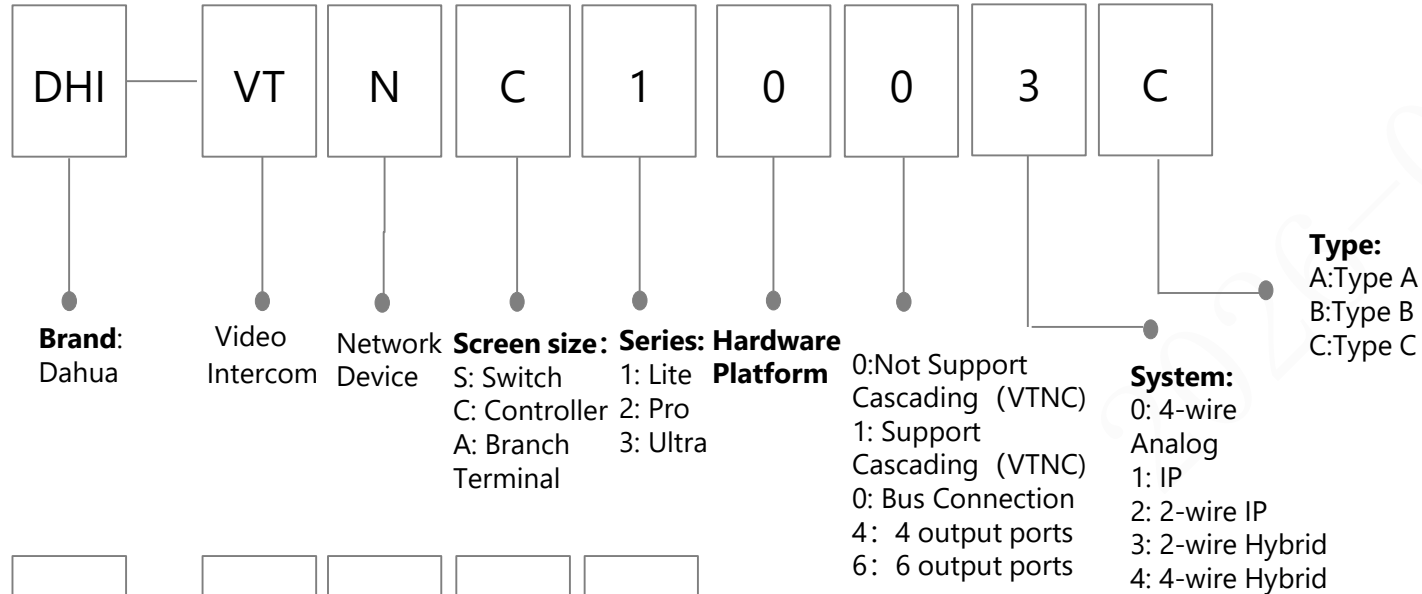 DHI VT N C 1 0 0 3 C
Brand:
Dahua
Video
Intercom
Network
Device
Screen size：
S: Switch
C: Controller
A: Branch
Terminal
Series:
1: Lite
2: Pro
3: Ultra
Hardware
Platform
0:Not Support
Cascading（VTNC）
1: Support
Cascading（VTNC）
0: Bus Connection
4：4 output ports
6：6 output ports
System:
0: 4-wire
Analog
1: IP
2: 2-wire IP
3: 2-wire Hybrid
4: 4-wire Hybrid
Type:
A:Type A
B:Type B
C:Type C